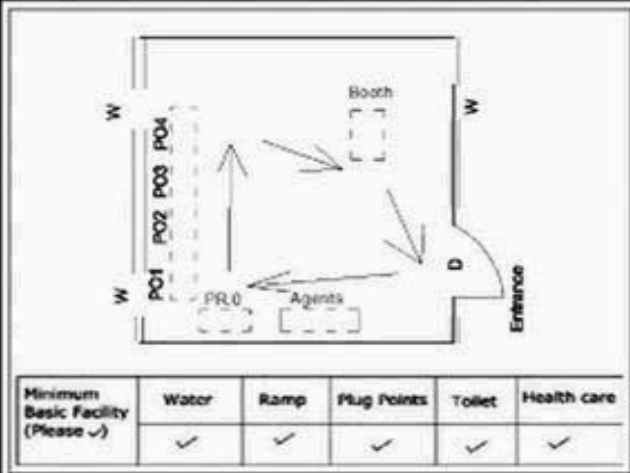 Booth
W
W
PO4
PO3
PO2
PO1
W
D
PR.0
Agents
Entrance
Minimum Basic Facility (Please ✓)
Water
Ramp
Plug Points
Toilet
Health care
✓
✓
✓
✓
✓